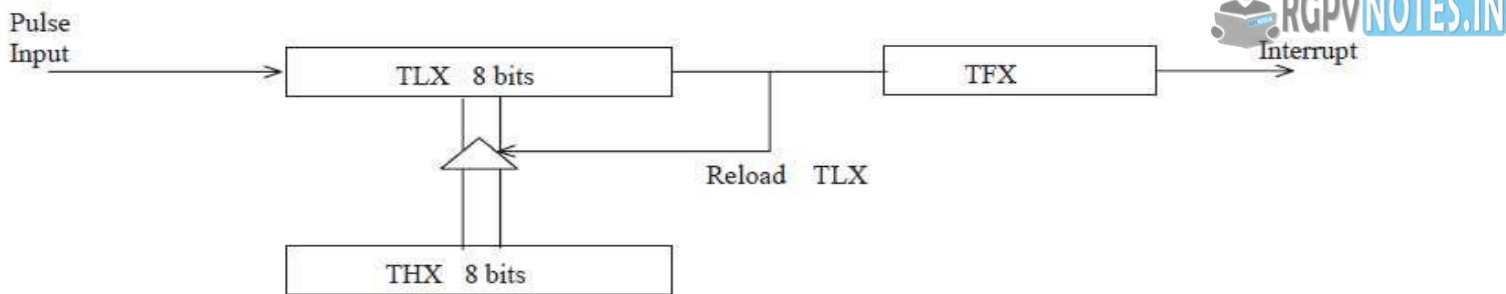 Pulse
Input
RGPVNOTES.IN
Interrupt
TLX 8 bits
TFX
Reload TLX
THX 8 bits